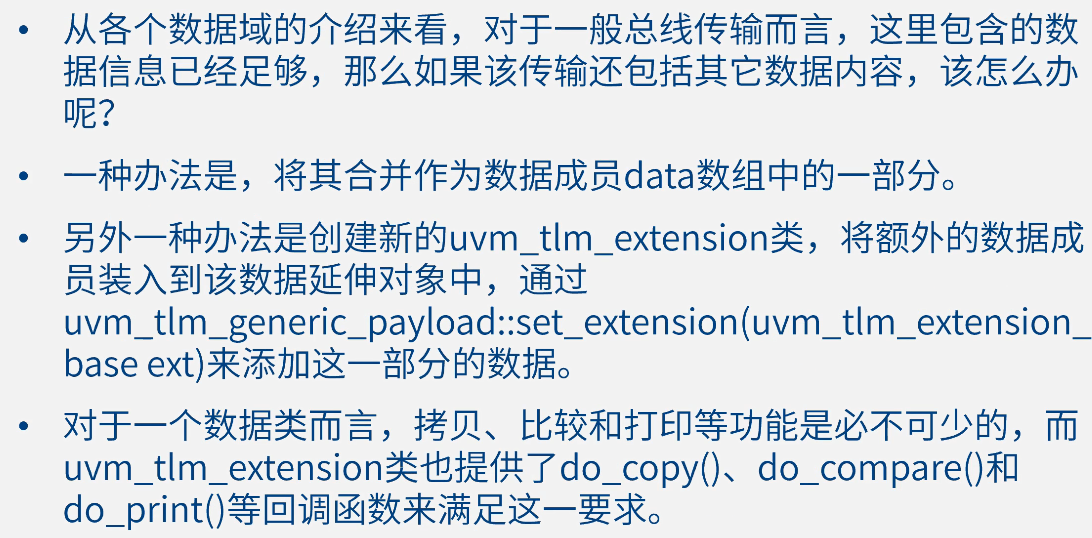 • 从各个数据域的介绍来看，对于一般总线传输而言，这里包含的数
据信息已经足够，那么如果该传输还包括其它数据内容，该怎么办
呢？
• 一种办法是，将其合并作为数据成员data数组中的一部分。
• 另外一种办法是创建新的uvm_tlm_extension类，将额外的数据成
员装入到该数据延伸对象中，通过
uvm_tlm_generic_payload::set_extension(uvm_tlm_extension_
base ext)来添加这一部分的数据。
• 对于一个数据类而言，拷贝、比较和打印等功能是必不可少的，而
uvm_tlm_extension类也提供了do_copy()、do_compare()和
do_print()等回调函数来满足这一要求。